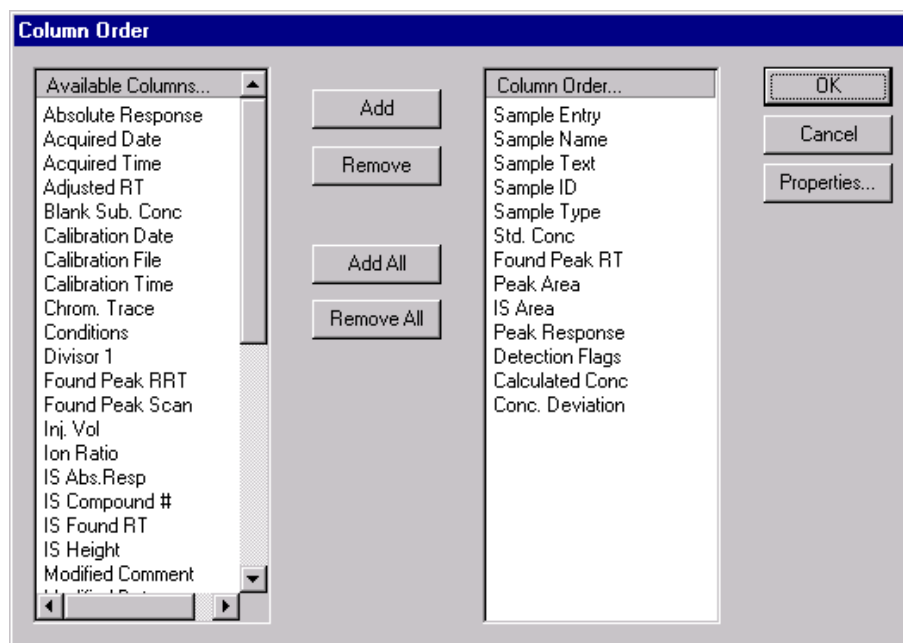 Column Order
Available Columns...
Absolute Response
Acquired Date
Acquired Time
Adjusted RT
Blank Sub. Conc
Calibration Date
Calibration File
Calibration Time
Chrom. Trace
Conditions
Divisor 1
Found Peak RRT
Found Peak Scan
Inj. Vol
Ion Ratio
IS Abs.Resp
IS Compound #
IS Found RT
IS Height
Modified Comment
Add
Remove
Add All
Remove All
Column Order...
Sample Entry
Sample Name
Sample Text
Sample ID
Sample Type
Std. Conc
Found Peak RT
Peak Area
IS Area
Peak Response
Detection Flags
Calculated Conc
Conc. Deviation
OK
Cancel
Properties...